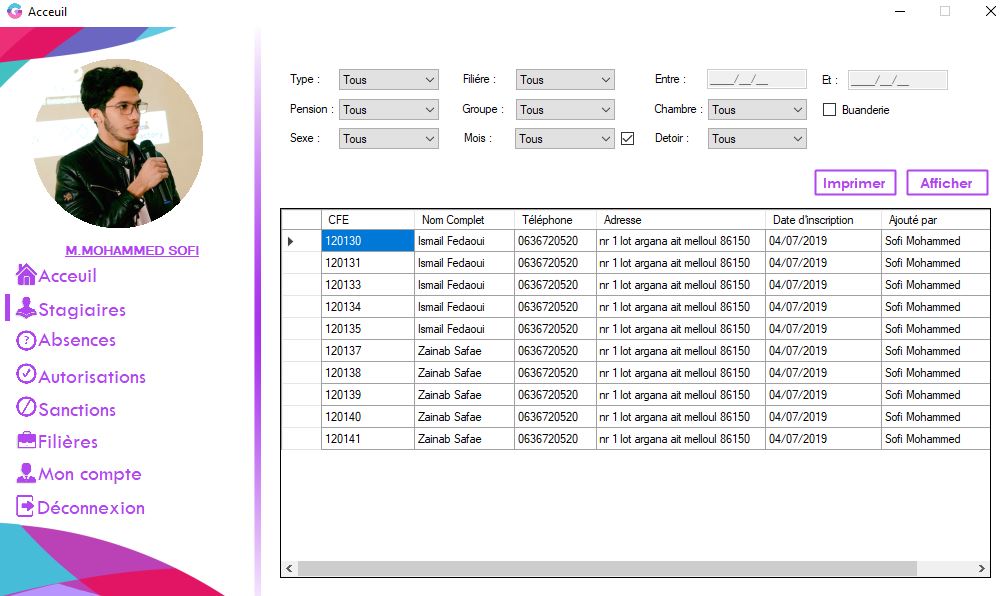 Acceuil
Type : Tous Filiére : Tous Entre : ____/__/__ Et : ____/__/__
Pension : Tous Groupe : Tous Chambre : Tous Buanderie
Sexe : Tous Mois : Tous Detoir : Tous
Imprimer Afficher
M.MOHAMMED SOFI
Acceuil
Stagiaires
Absences
Autorisations
Sanctions
Filières
Mon compte
Déconnexion
CFE Nom Complet Téléphone Adresse Date d'inscription Ajouté par
120130 Ismail Fedaoui 0636720520 nr 1 lot argana ait melloul 86150 04/07/2019 Sofi Mohammed
120131 Ismail Fedaoui 0636720520 nr 1 lot argana ait melloul 86150 04/07/2019 Sofi Mohammed
120133 Ismail Fedaoui 0636720520 nr 1 lot argana ait melloul 86150 04/07/2019 Sofi Mohammed
120134 Ismail Fedaoui 0636720520 nr 1 lot argana ait melloul 86150 04/07/2019 Sofi Mohammed
120135 Ismail Fedaoui 0636720520 nr 1 lot argana ait melloul 86150 04/07/2019 Sofi Mohammed
120137 Zainab Safae 0636720520 nr 1 lot argana ait melloul 86150 04/07/2019 Sofi Mohammed
120138 Zainab Safae 0636720520 nr 1 lot argana ait melloul 86150 04/07/2019 Sofi Mohammed
120139 Zainab Safae 0636720520 nr 1 lot argana ait melloul 86150 04/07/2019 Sofi Mohammed
120140 Zainab Safae 0636720520 nr 1 lot argana ait melloul 86150 04/07/2019 Sofi Mohammed
120141 Zainab Safae 0636720520 nr 1 lot argana ait melloul 86150 04/07/2019 Sofi Mohammed